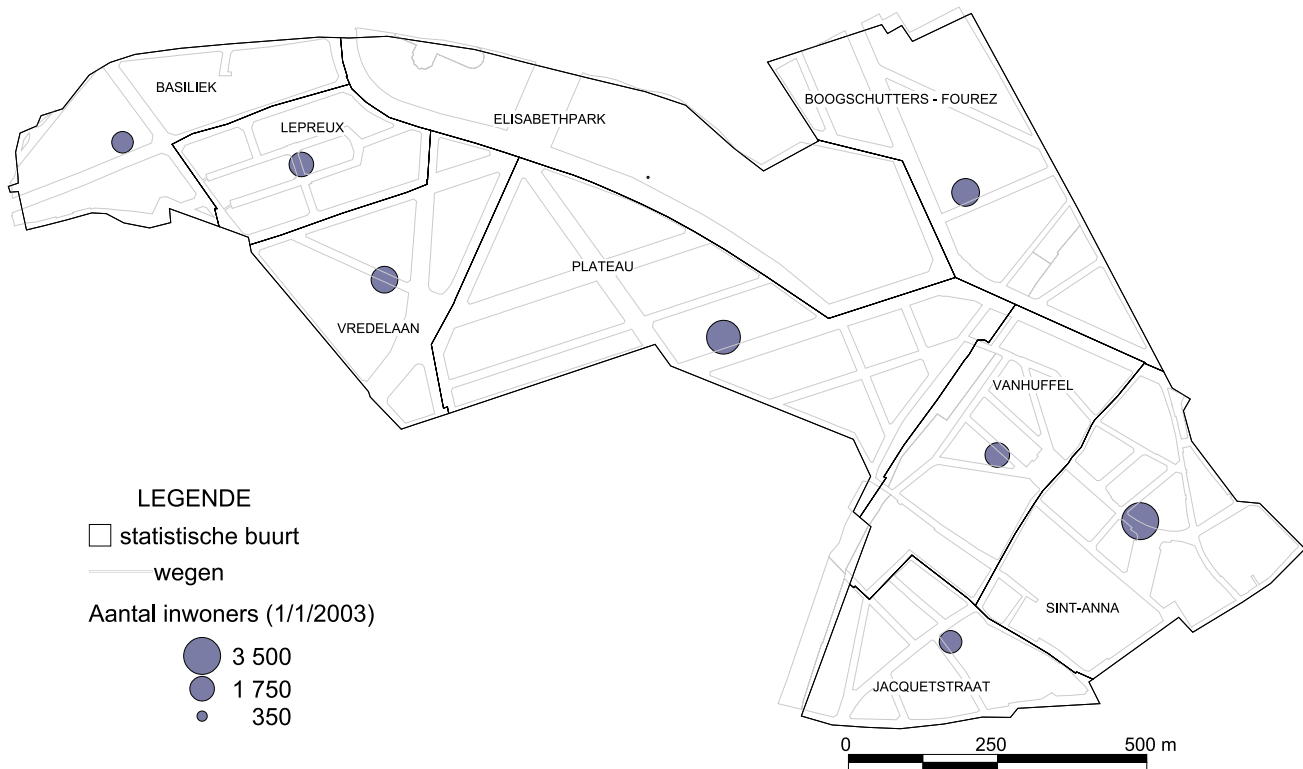 BASILIEK
BOOGSCHUTTERS - FOUREZ
ELISABETHPARK
LEPREUX
PLATEAU
VREDELAAN
VANHUFFEL
SINT-ANNA
JACQUETSTRAAT
LEGENDE
statistische buurt
wegen
Aantal inwoners (1/1/2003)
3 500
1 750
350
0 250 500 m